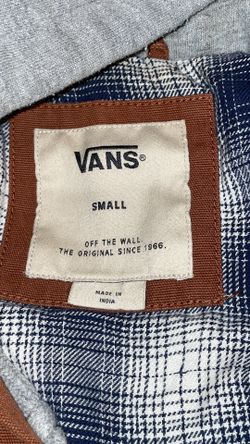 VANS®
SMALL
OFF THE WALL
THE ORIGINAL SINCE 1966.
MADE IN
INDIA